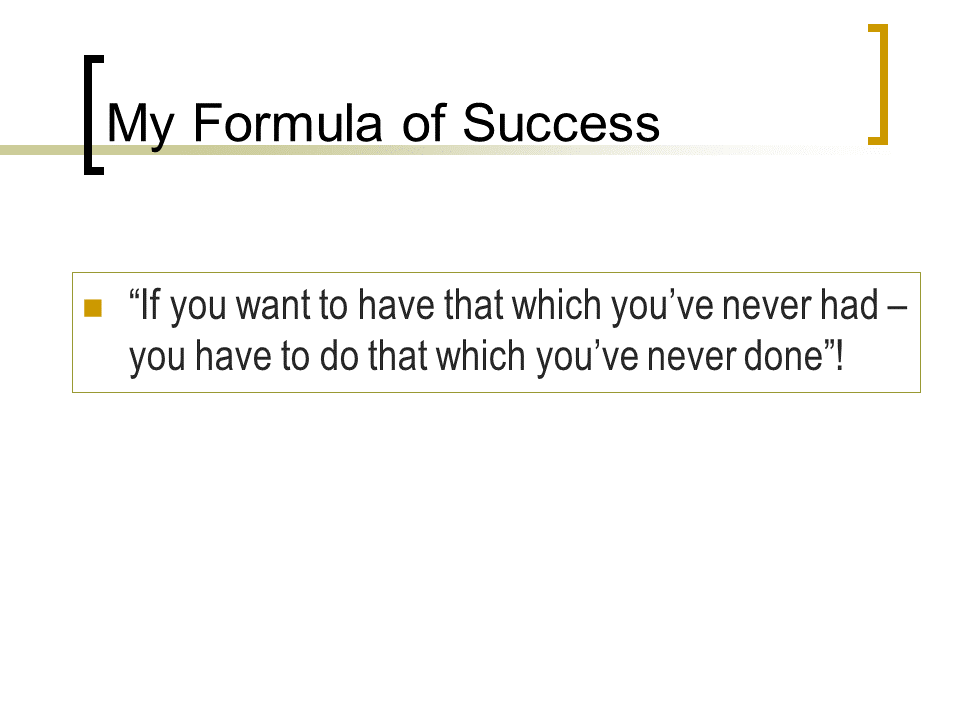 My Formula of Success
“If you want to have that which you’ve never had –
you have to do that which you’ve never done”!